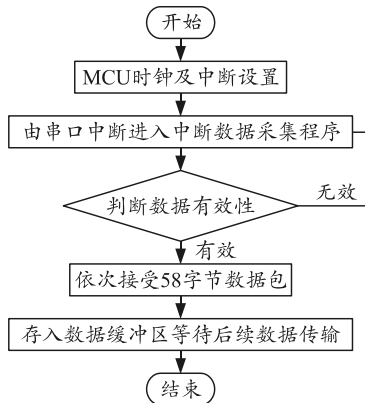 开始
MCU时钟及中断设置
由串口中断进入中断数据采集程序
判断数据有效性
无效
有效
依次接受58字节数据包
存入数据缓冲区等待后续数据传输
结束